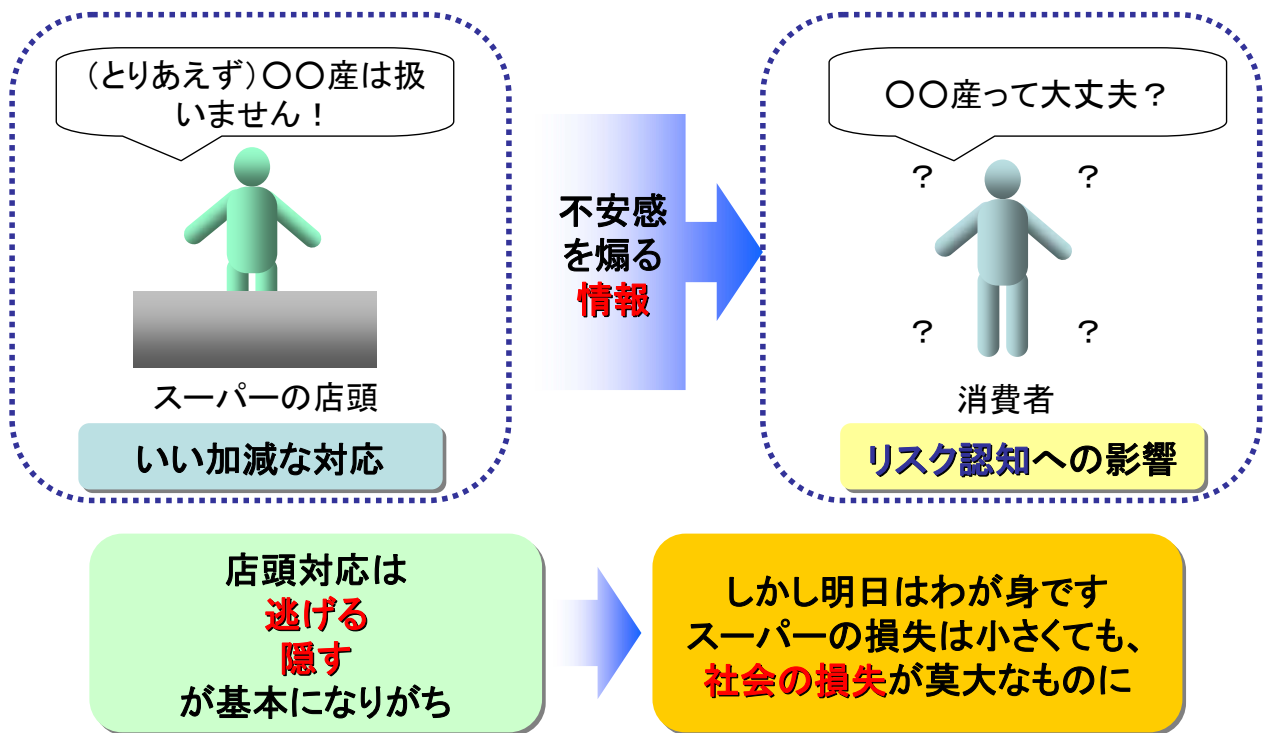 (とりあえず)〇〇産は扱
いません！
スーパーの店頭
いい加減な対応
不安感
を煽る
情報
〇〇産って大丈夫？
？
？
？
？
消費者
リスク認知への影響
店頭対応は
逃げる
隠す
が基本になりがち
しかし明日はわが身です
スーパーの損失は小さくても、
社会の損失が莫大なものに